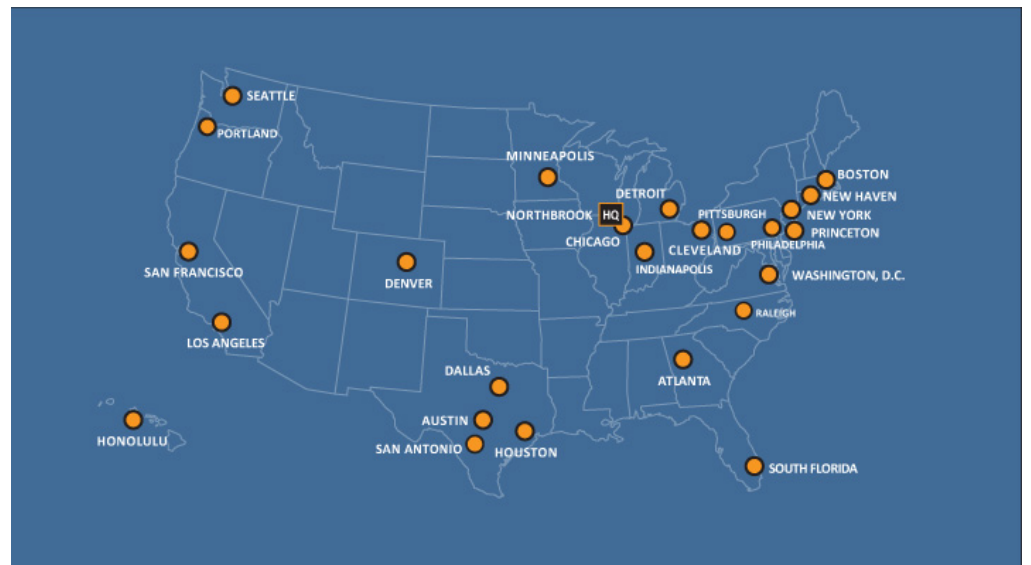 SEATTLE
PORTLAND
MINNEAPOLIS
BOSTON
DETROIT
NEW HAVEN
NORTHBROOK HQ
PITTSBURGH
NEW YORK
CHICAGO
CLEVELAND
PHILADELPHIA
PRINCETON
INDIANAPOLIS
SAN FRANCISCO
DENVER
WASHINGTON, D.C.
RALEIGH
LOS ANGELES
DALLAS
ATLANTA
AUSTIN
HONOLULU
SAN ANTONIO
HOUSTON
SOUTH FLORIDA